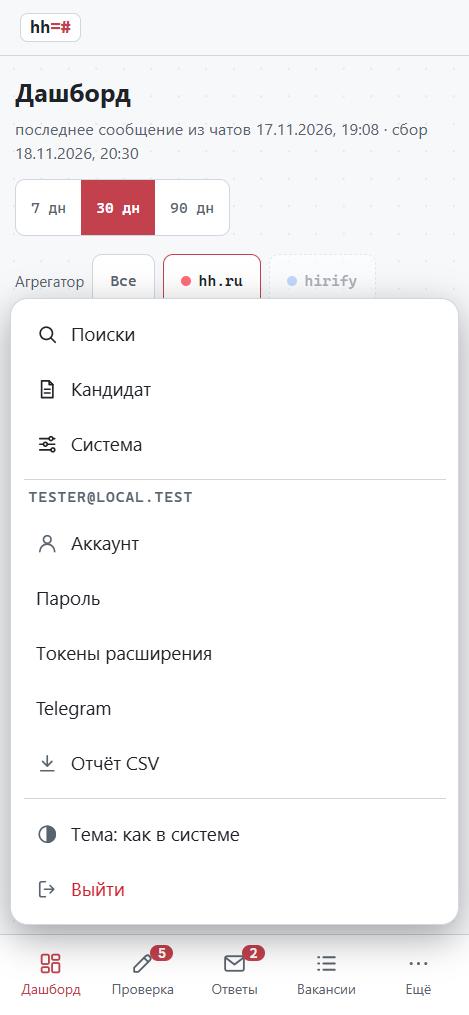 hh=#
Дашборд
последнее сообщение из чатов 17.11.2026, 19:08 · сбор
18.11.2026, 20:30
7 дн 30 дн 90 дн
Агрегатор Все hh.ru hirify
Поиски
Кандидат
Система
TESTER@LOCAL.TEST
Аккаунт
Пароль
Токены расширения
Telegram
Отчёт CSV
Тема: как в системе
Выйти
5 2
Дашборд Проверка Ответы Вакансии Ещё